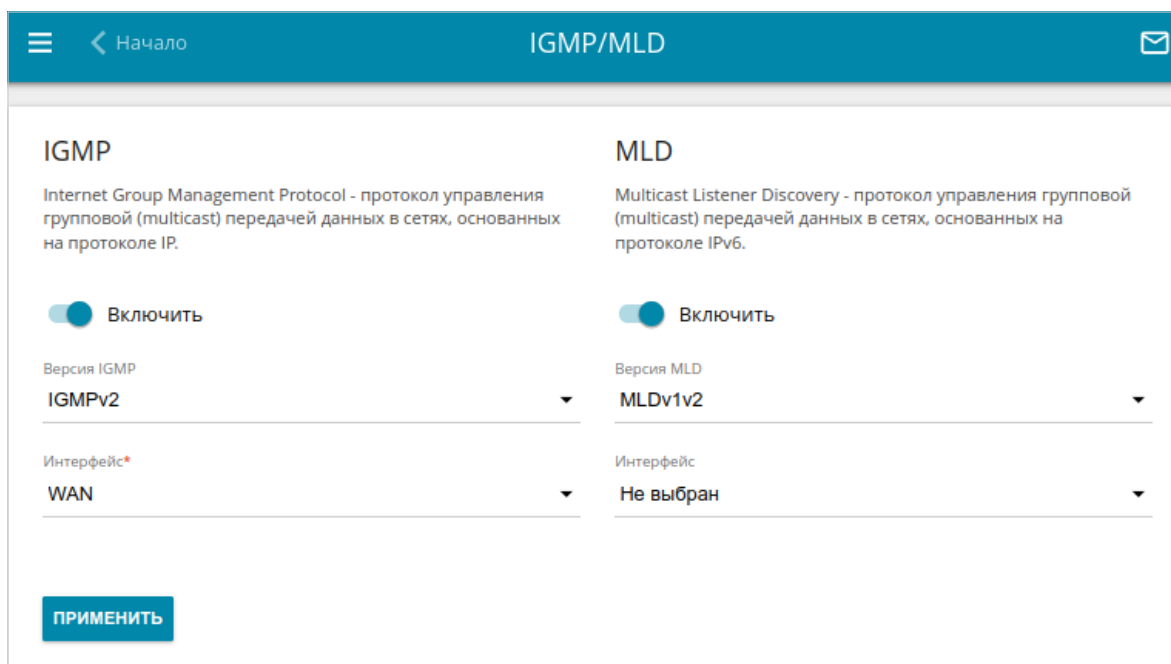 Начало
IGMP/MLD
IGMP
Internet Group Management Protocol - протокол управления
групповой (multicast) передачей данных в сетях, основанных
на протоколе IP.
Включить
Версия IGMP
IGMPv2
Интерфейс*
WAN
MLD
Multicast Listener Discovery - протокол управления групповой
(multicast) передачей данных в сетях, основанных на
протоколе IPv6.
Включить
Версия MLD
MLDv1v2
Интерфейс
Не выбран
ПРИМЕНИТЬ